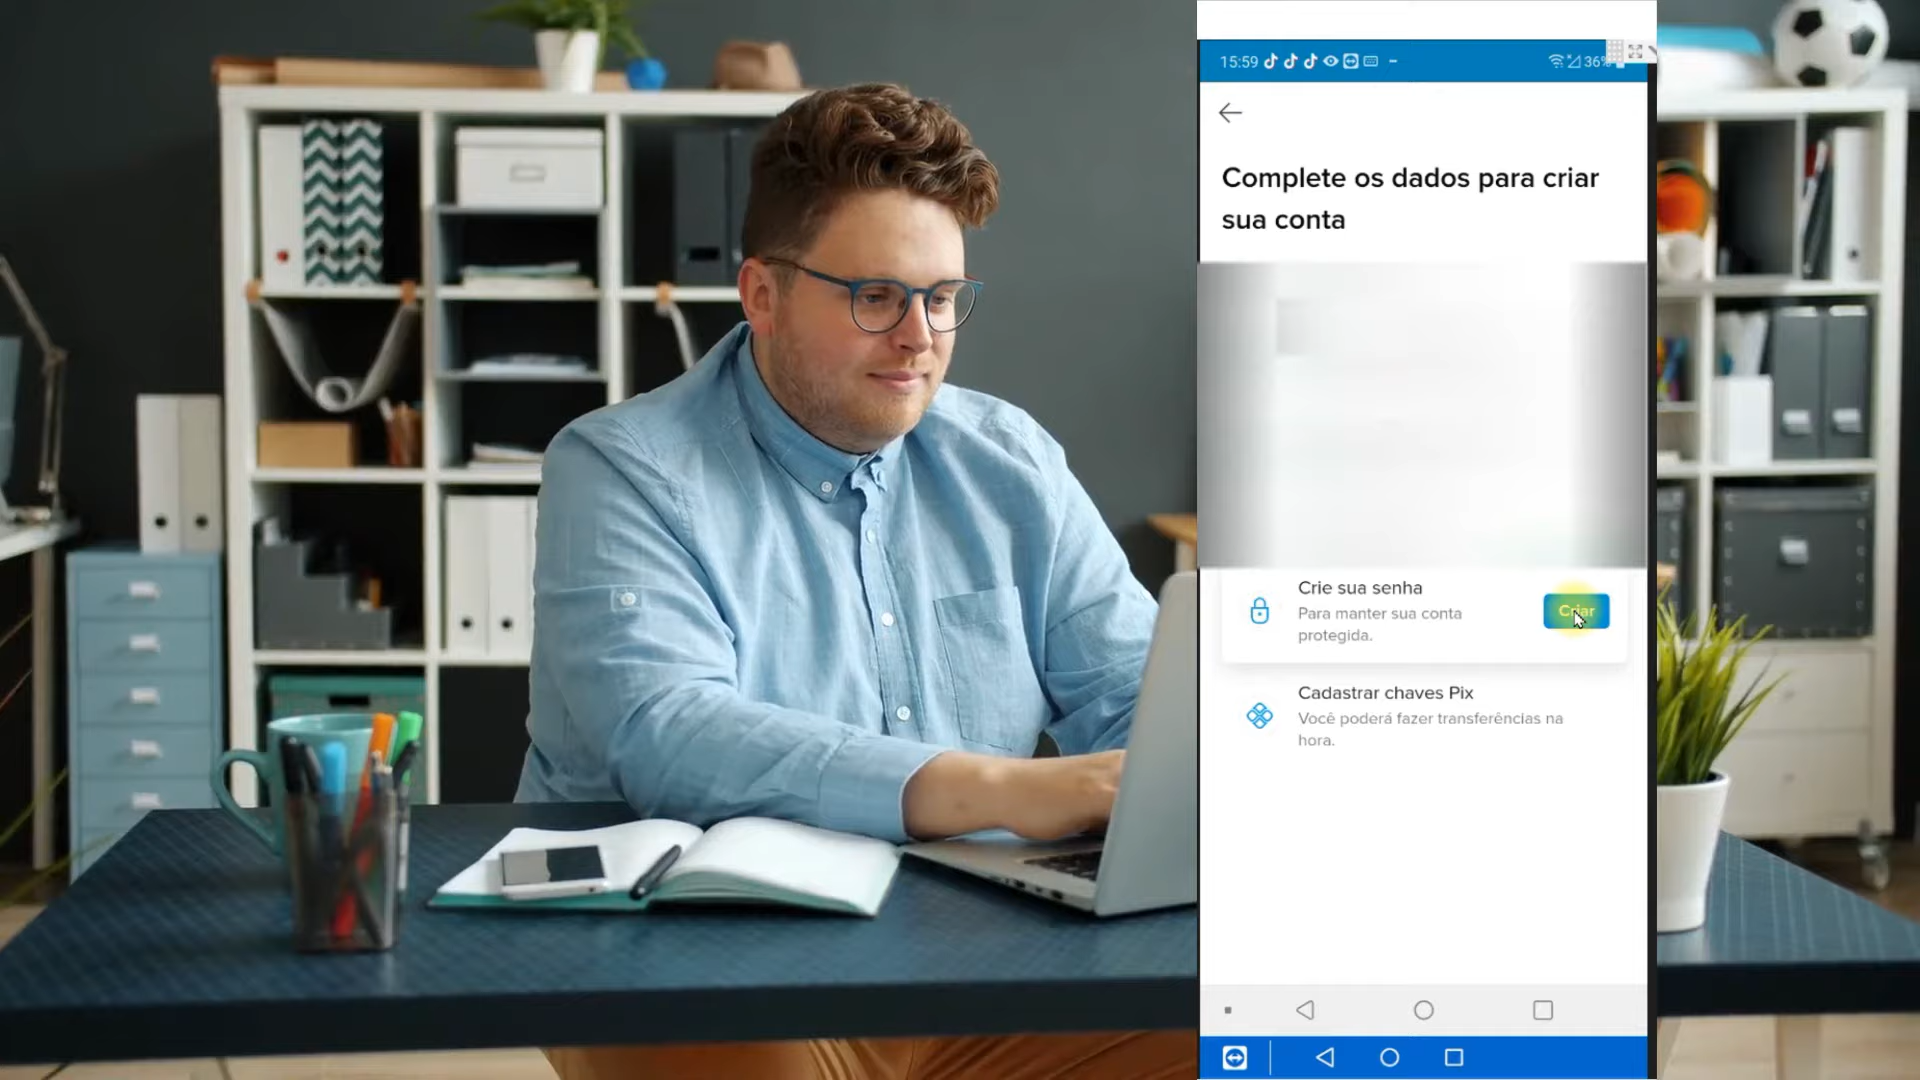 15:59
36%
Complete os dados para criar
sua conta
Crie sua senha
Para manter sua conta
protegida.
Criar
Cadastrar chaves Pix
Você poderá fazer transferências na
hora.